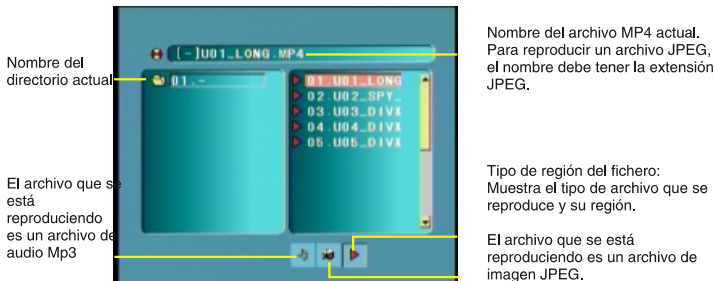 Nombre del
directorio actual
El archivo que se
está
reproduciendo
es un archivo de
audio Mp3
[-]U01_LONG.MP4
01.-
01.U01_LONG
02.U02_SPY_
03.U03_DIVX
04.U04_DIVX
05.U05_DIVX
Nombre del archivo MP4 actual.
Para reproducir un archivo JPEG,
el nombre debe tener la extensión
JPEG.
Tipo de región del fichero:
Muestra el tipo de archivo que se
reproduce y su región.
El archivo que se está
reproduciendo es un archivo de
imagen JPEG.